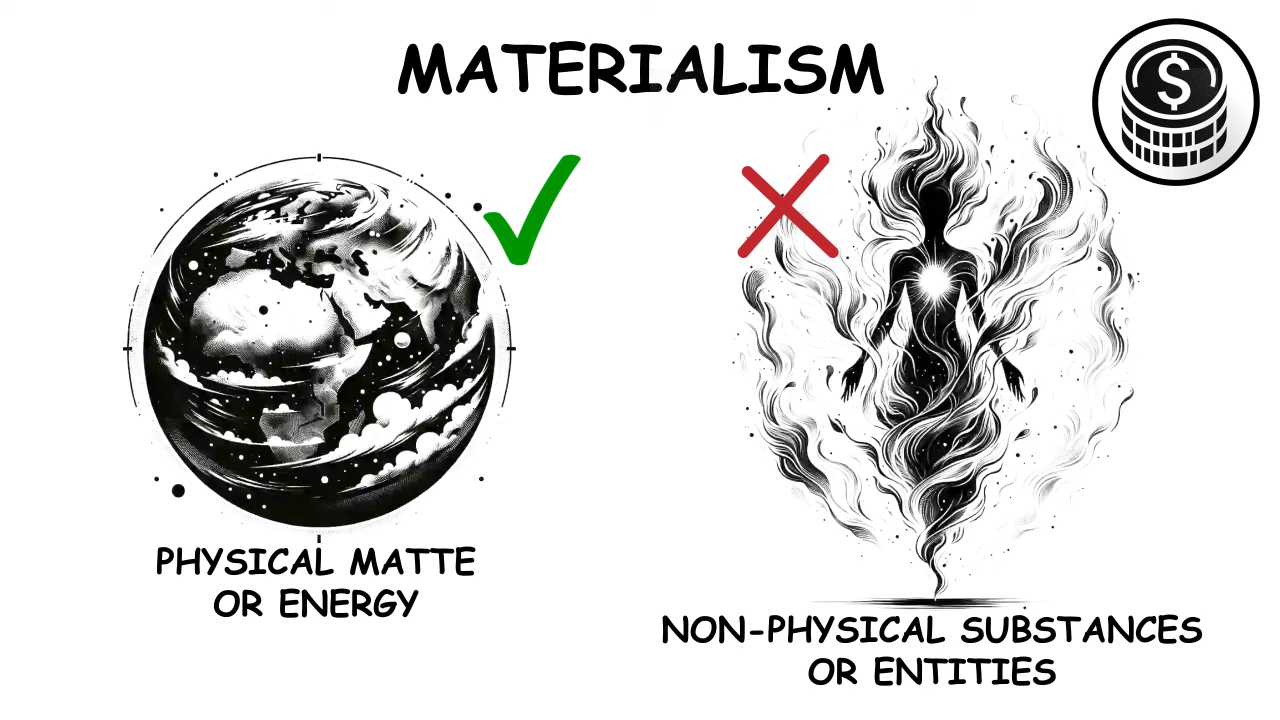 MATERIALISM
$
PHYSICAL MATTE
OR ENERGY
NON-PHYSICAL SUBSTANCES
OR ENTITIES